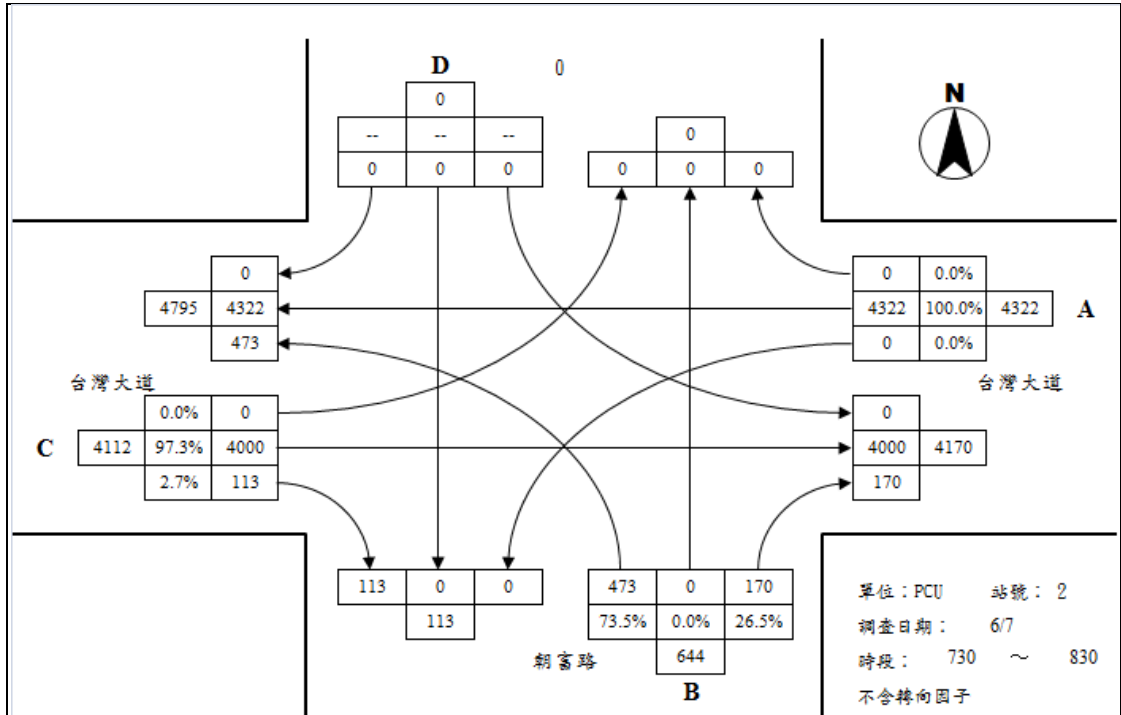 D 0
N
0
-- -- --
0 0 0
0
0 0 0
0
4795 4322
473
0 0.0%
4322 100.0% 4322
0 0.0%
A
台灣大道
台灣大道
0.0% 0
4112 97.3% 4000
2.7% 113
C
0
4000 4170
170
113 0 0
113
473 0 170
73.5% 0.0% 26.5%
644
朝富路
B
單位：PCU 站號： 2
調查日期： 6/7
時段： 730 ～ 830
不含轉向因子